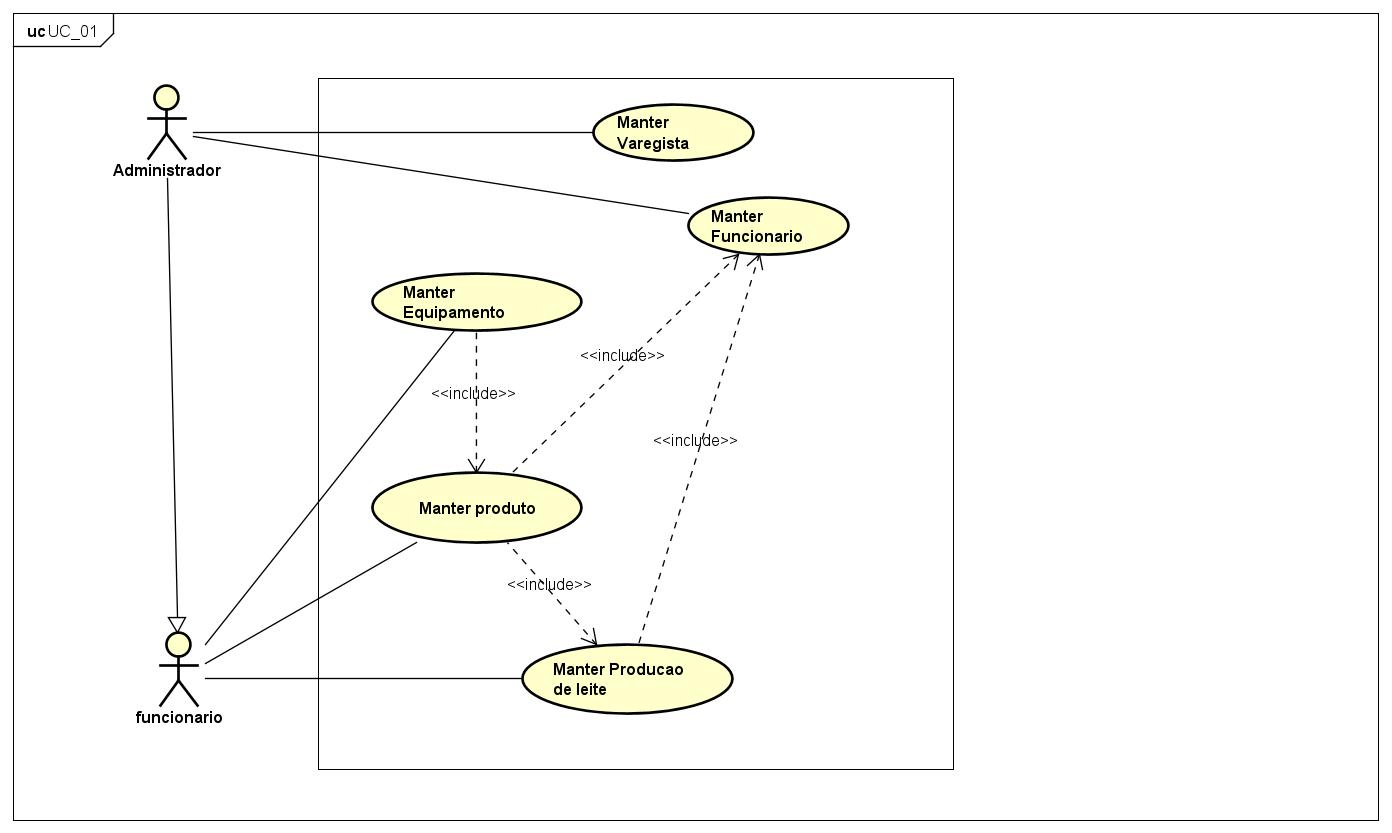 uc UC_01
Administrador
Manter
Varegista
Manter
Funcionario
Manter
Equipamento
<<include>>
<<include>>
<<include>>
Manter produto
<<include>>
Manter Producao
de leite
funcionario